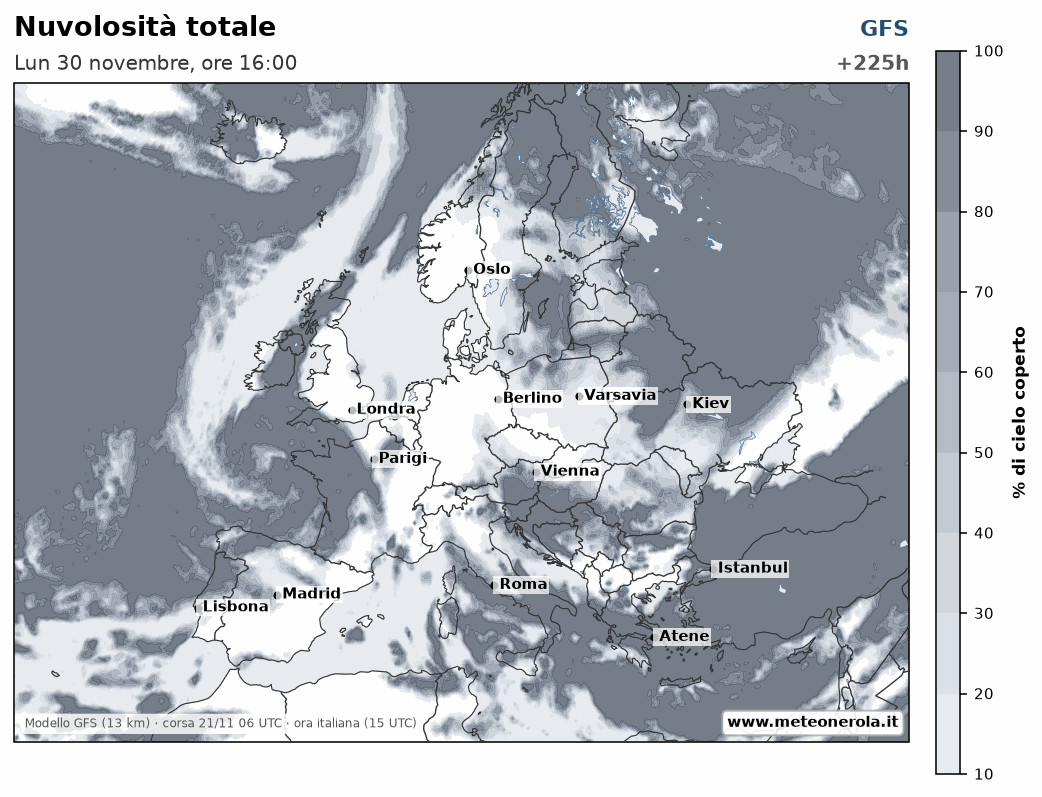 Nuvolosità totale
GFS
Lun 30 novembre, ore 16:00
+225h
100
90
80
70
60
50
40
30
20
10
% di cielo coperto
Oslo
Berlino
Varsavia
Kiev
Londra
Parigi
Vienna
Istanbul
Roma
Madrid
Lisbona
Atene
Modello GFS (13 km) · corsa 21/11 06 UTC · ora italiana (15 UTC)
www.meteonerola.it